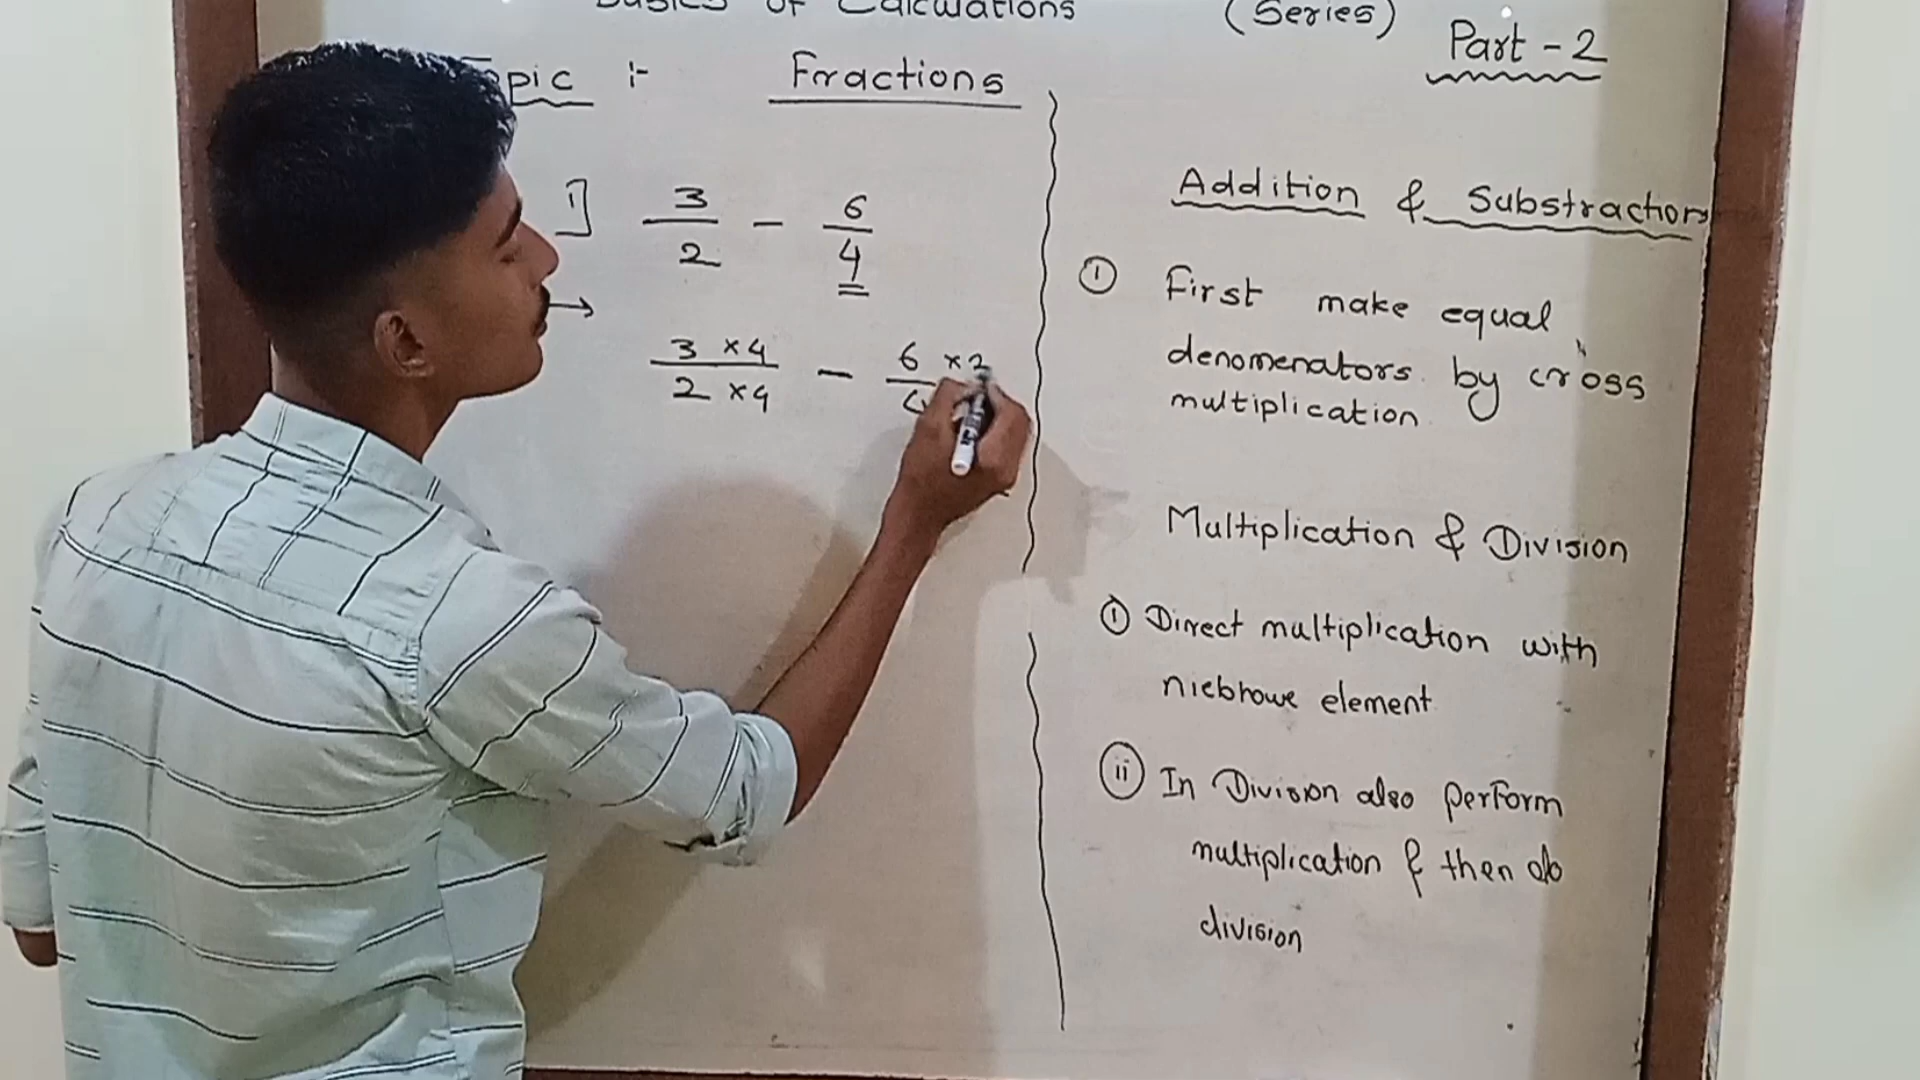 Basics of Calculations (Series)
Part - 2
Topic :- Fractions
1] 3/2 - 6/4
→
3 ×4 / 2 ×4 - 6 ×2
Addition & Substraction
① First make equal
denomenators by cross
multiplication
Multiplication & Division
① Direct multiplication with
element
ⅱ In Division also perform
multiplication & then do
division